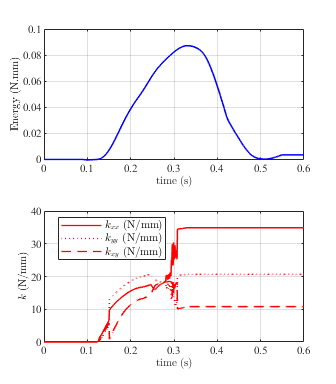 0.1
0.08
0.06
0.04
0.02
0
Energy (N.mm)
0 0.1 0.2 0.3 0.4 0.5 0.6
time (s)
40
30
20
10
0
k (N/mm)
k_xx (N/mm)
k_yy (N/mm)
k_xy (N/mm)
0 0.1 0.2 0.3 0.4 0.5 0.6
time (s)